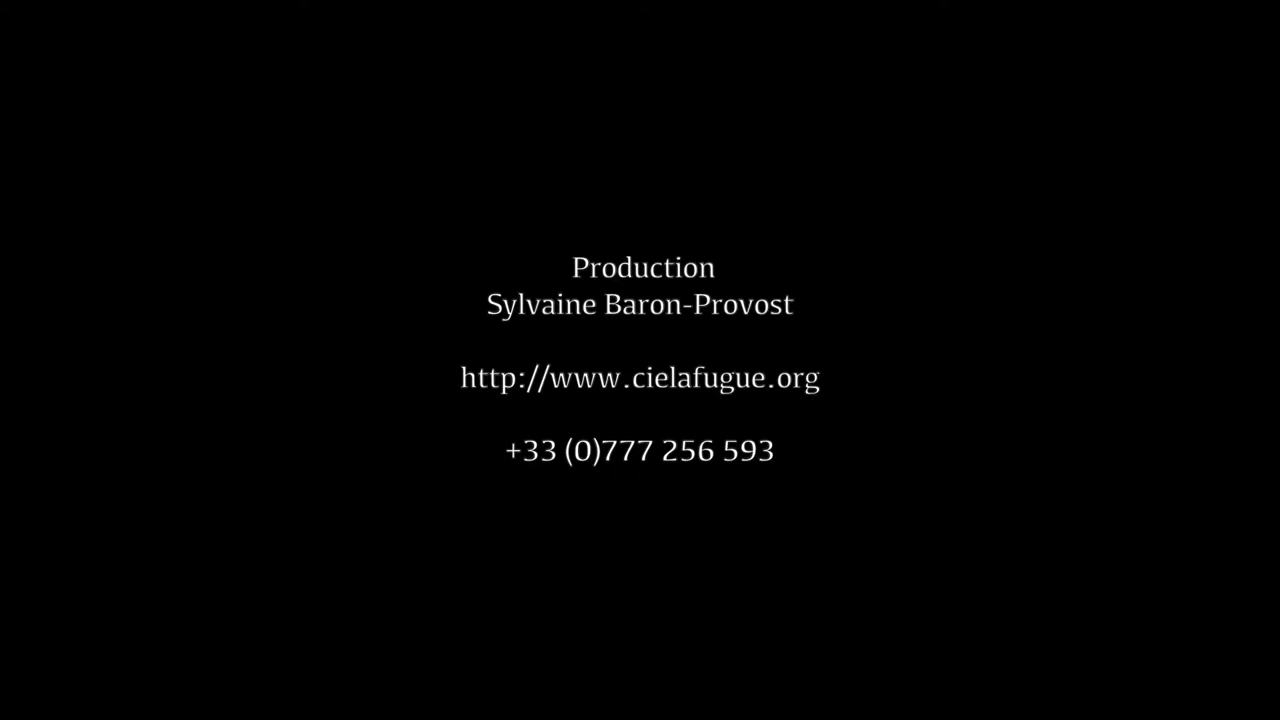 Production
Sylvaine Baron-Provost
http://www.cielafugue.org
+33 (0)777 256 593